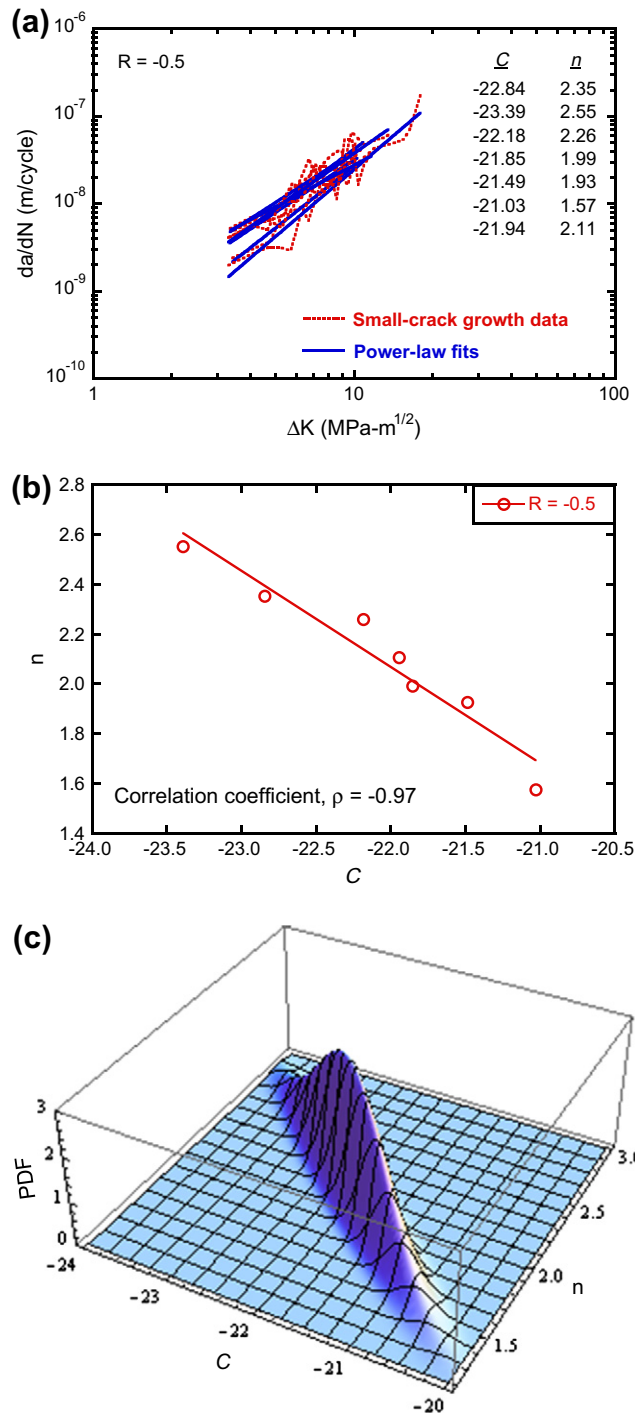 (a)
10^-6
R = -0.5
C n
-22.84 2.35
-23.39 2.55
-22.18 2.26
-21.85 1.99
-21.49 1.93
-21.03 1.57
-21.94 2.11
10^-7
10^-8
10^-9
10^-10
da/dN (m/cycle)
Small-crack growth data
Power-law fits
1 10 100
ΔK (MPa-m^1/2)
(b)
2.8
2.6
2.4
2.2
2.0
1.8
1.6
1.4
n
R = -0.5
Correlation coefficient, ρ = -0.97
-24.0 -23.5 -23.0 -22.5 -22.0 -21.5 -21.0 -20.5
C
(c)
3
2
1
0
PDF
-24
-23
-22
-21
-20
C
3.0
2.5
2.0
1.5
n